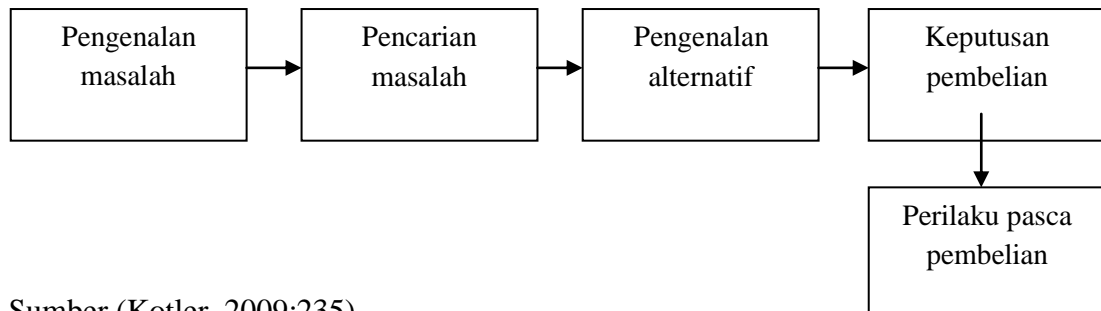 Pengenalan
masalah
Pencarian
masalah
Pengenalan
alternatif
Keputusan
pembelian
Perilaku pasca
pembelian
Sumber (Kotler, 2009:235)